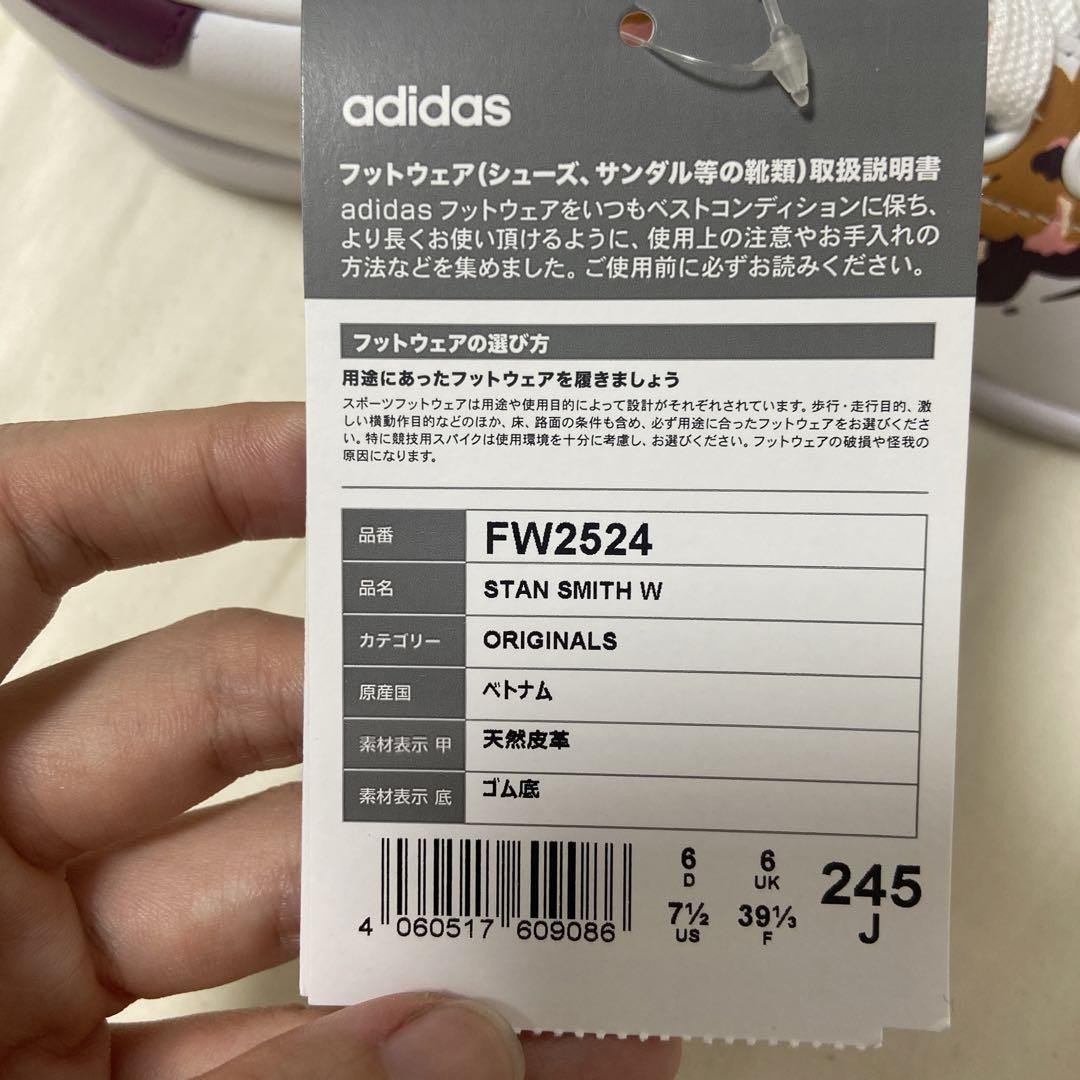 adidas
フットウェア(シューズ、サンダル等の靴類)取扱説明書
adidas フットウェアをいつもベストコンディションに保ち、
より長くお使い頂けるように、使用上の注意やお手入れの
方法などを集めました。ご使用前に必ずお読みください。
フットウェアの選び方
用途にあったフットウェアを履きましょう
スポーツフットウェアは用途や使用目的によって設計がそれぞれされています。歩行・走行目的、激
しい横動作目的などのほか、床、路面の条件も含め、必ず用途に合ったフットウェアをお選びくださ
い。特に競技用スパイクは使用環境を十分に考慮し、お選びください。フットウェアの破損や怪我の
原因になります。
品番 FW2524
品名 STAN SMITH W
カテゴリー ORIGINALS
原産国 ベトナム
素材表示 甲 天然皮革
素材表示 底 ゴム底
4 060517 609086
6 6 245
D UK J
7½ 39⅓
US F